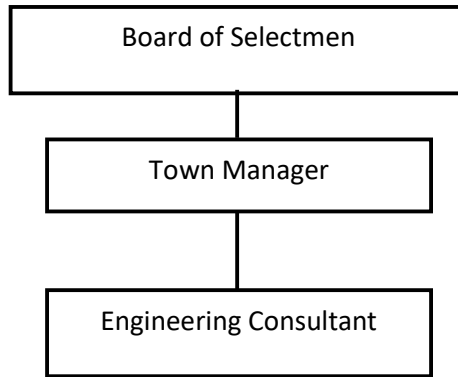 Board of Selectmen
Town Manager
Engineering Consultant